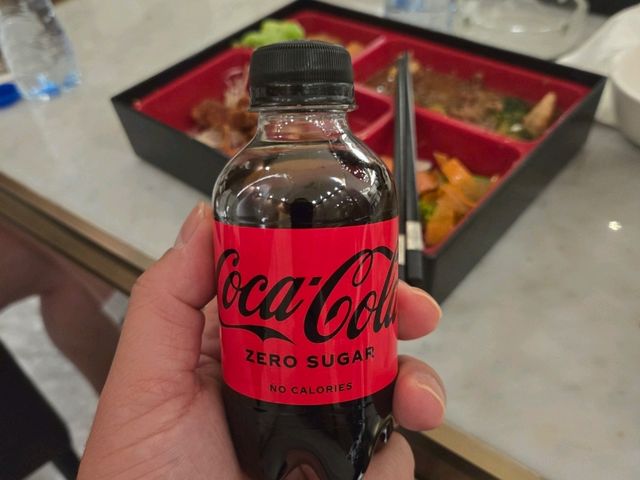 Coca-Cola
ZERO SUGAR
NO CALORIES